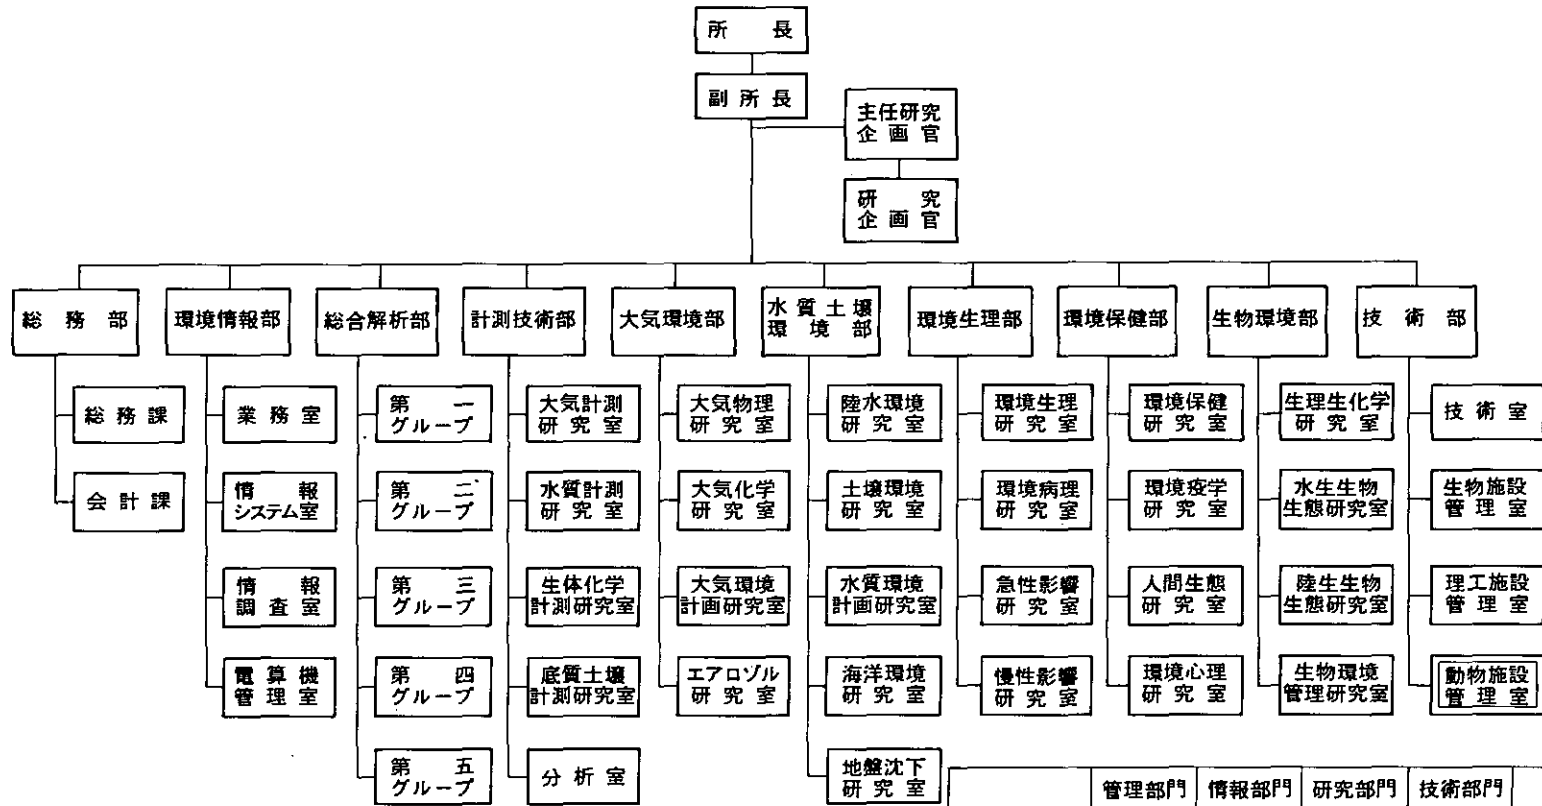 所長
副所長
主任研究
企画官
研究
企画官
総務部
環境情報部
総合解析部
計測技術部
大気環境部
水質土壌
環境部
環境生理部
環境保健部
生物環境部
技術部
総務課
会計課
業務室
情報
システム室
情報
調査室
電算機
管理室
第一
グループ
第二
グループ
第三
グループ
第四
グループ
第五
グループ
大気計測
研究室
水質計測
研究室
生体化学
計測研究室
底質土壌
計測研究室
分析室
大気物理
研究室
大気化学
研究室
大気環境
計画研究室
エアロゾル
研究室
陸水環境
研究室
土壌環境
研究室
水質環境
計画研究室
海洋環境
研究室
地盤沈下
研究室
環境生理
研究室
環境病理
研究室
急性影響
研究室
慢性影響
研究室
環境保健
研究室
環境疫学
研究室
人間生態
研究室
環境心理
研究室
生理生化学
研究室
水生生物
生態研究室
陸生生物
生態研究室
生物環境
管理研究室
技術室
生物施設
管理室
理工施設
管理室
動物施設
管理室
管理部門 情報部門 研究部門 技術部門